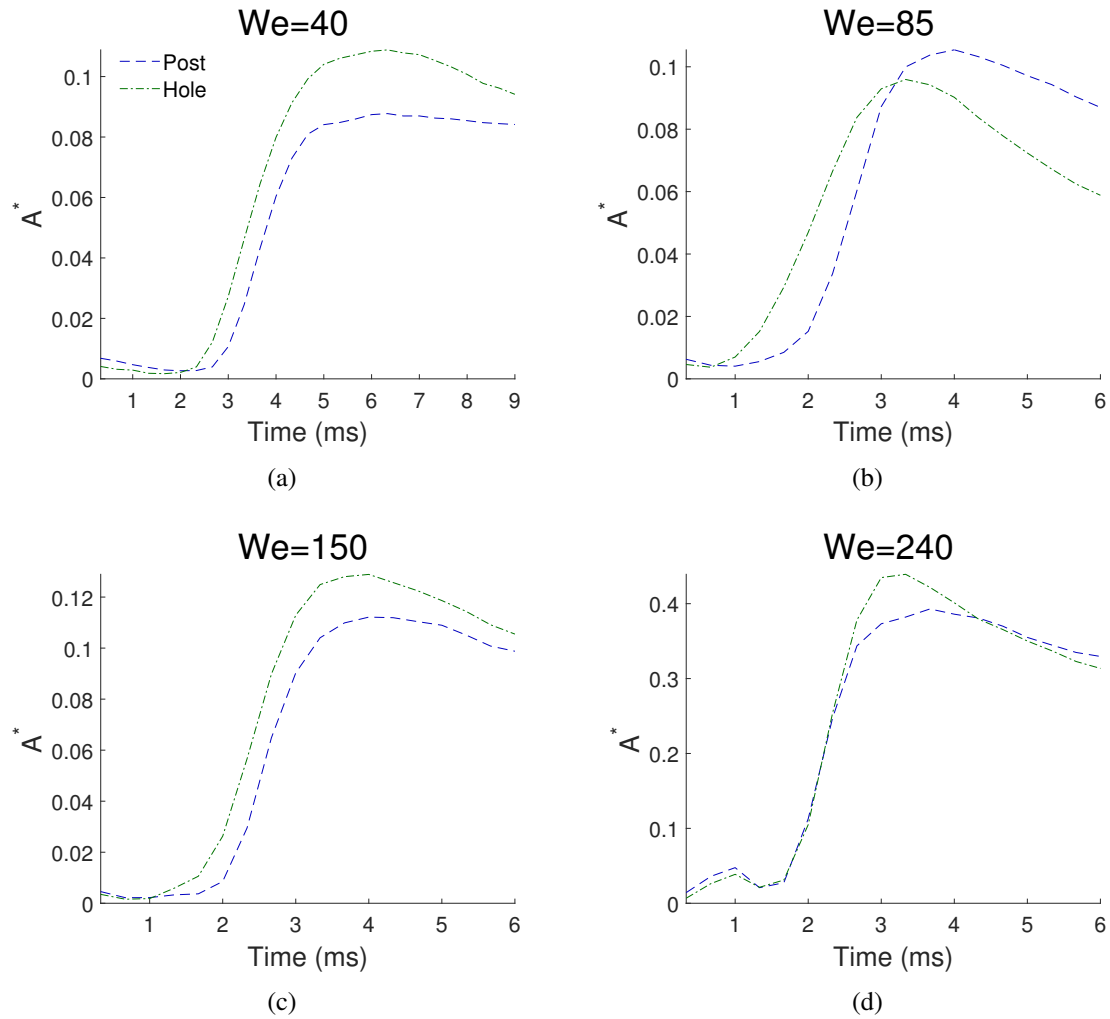 We=40
Post
Hole
0.1
0.08
0.06
0.04
0.02
0
A*
1 2 3 4 5 6 7 8 9
Time (ms)
(a)
We=85
0.1
0.08
0.06
0.04
0.02
0
A*
1 2 3 4 5 6
Time (ms)
(b)
We=150
0.12
0.1
0.08
0.06
0.04
0.02
0
A*
1 2 3 4 5 6
Time (ms)
(c)
We=240
0.4
0.3
0.2
0.1
0
A*
1 2 3 4 5 6
Time (ms)
(d)